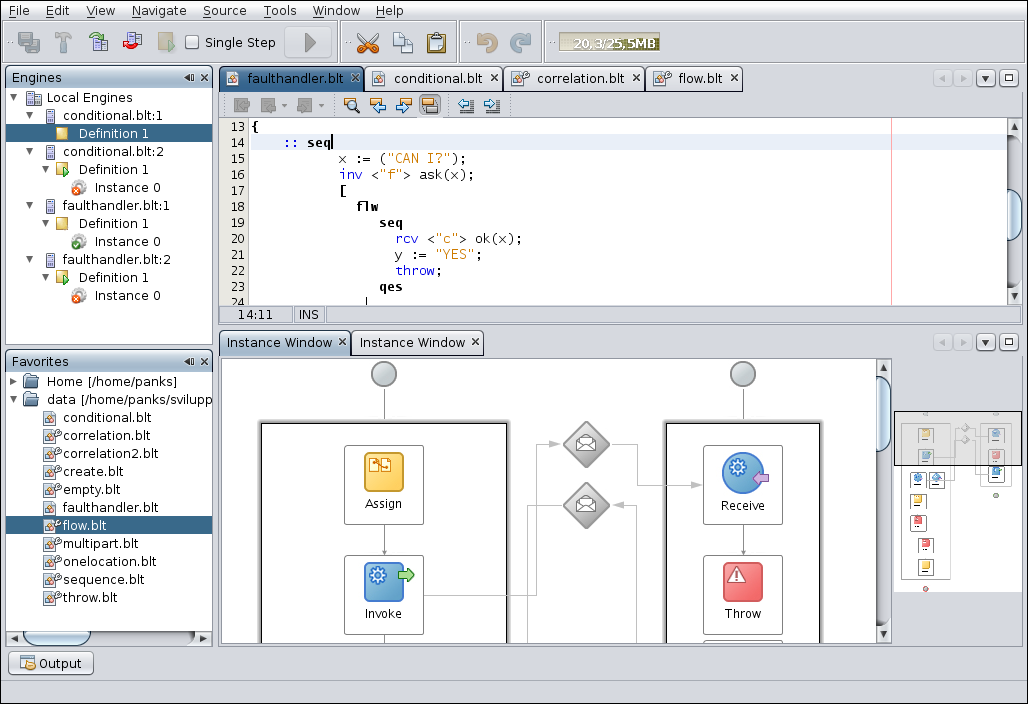 File Edit View Navigate Source Tools Window Help
Single Step
20,3/25,5MB
Engines
Local Engines
conditional.blt:1
Definition 1
conditional.blt:2
Definition 1
Instance 0
faulthandler.blt:1
Definition 1
Instance 0
faulthandler.blt:2
Definition 1
Instance 0
Favorites
Home [/home/panks]
data [/home/panks/svilupp
conditional.blt
correlation.blt
correlation2.blt
create.blt
empty.blt
faulthandler.blt
flow.blt
multipart.blt
onelocation.blt
sequence.blt
throw.blt
Output
faulthandler.blt conditional.blt correlation.blt flow.blt
13 {
14 :: seq
15 x := ("CAN I?");
16 inv <"f"> ask(x);
17 [
18 flw
19 seq
20 rcv <"c"> ok(x);
21 y := "YES";
22 throw;
23 qes
24 |
14:11 INS
Instance Window Instance Window
Assign
Receive
Invoke
Throw